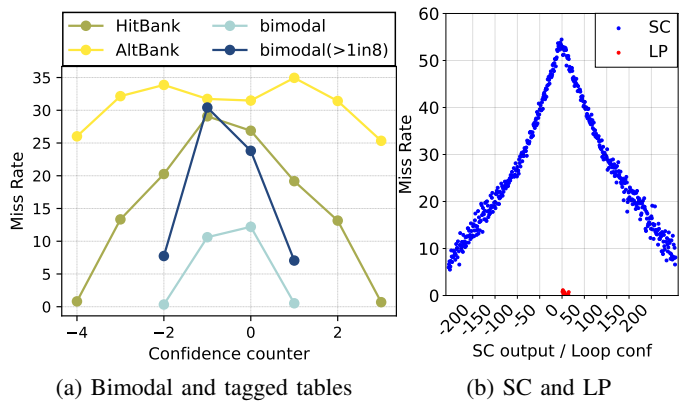 HitBank
AltBank
bimodal
bimodal(>1in8)
35
30
25
20
15
10
5
0
Miss Rate
−4
−2
0
2
Confidence counter
(a) Bimodal and tagged tables
SC
LP
60
50
40
30
20
10
0
Miss Rate
-200
-150
-100
-50
0
50
100
150
200
SC output / Loop conf
(b) SC and LP